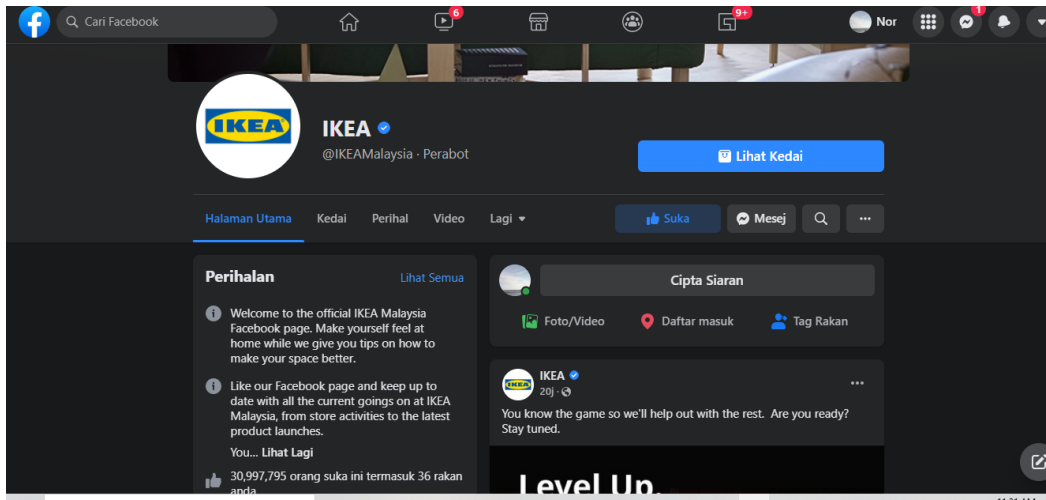 Cari Facebook
6
9+
Nor
1
IKEA
IKEA
@IKEAMalaysia · Perabot
Lihat Kedai
Halaman Utama Kedai Perihal Video Lagi
Suka Mesej
Perihalan Lihat Semua
Welcome to the official IKEA Malaysia
Facebook page. Make yourself feel at
home while we give you tips on how to
make your space better.
Like our Facebook page and keep up to
date with all the current goings on at IKEA
Malaysia, from store activities to the latest
product launches.
You... Lihat Lagi
30,997,795 orang suka ini termasuk 36 rakan
anda
Cipta Siaran
Foto/Video Daftar masuk Tag Rakan
IKEA
IKEA
20j ·
You know the game so we'll help out with the rest. Are you ready?
Stay tuned.
Level Up.